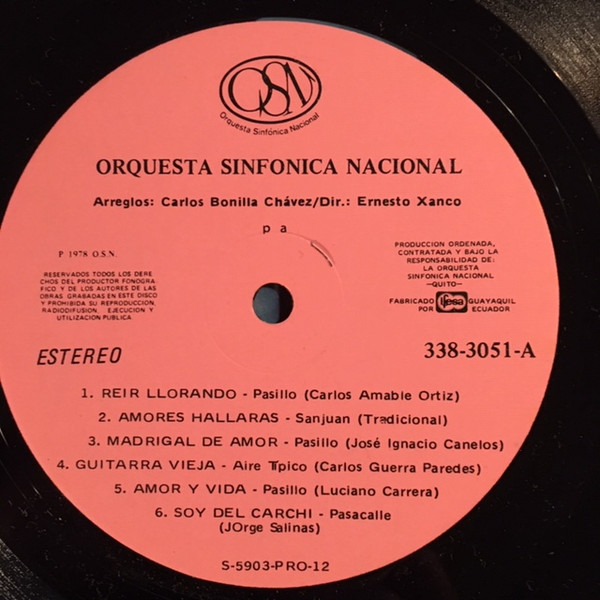 OSN
Orquesta Sinfónica Nacional
ORQUESTA SINFONICA NACIONAL
Arreglos: Carlos Bonilla Chávez/Dir.: Ernesto Xanco
p a
P 1978 O.S.N.
RESERVADOS TODOS LOS DERE
CHOS DEL PRODUCTOR FONOGRA-
FICO Y DE LOS AUTORES DE LAS
OBRAS GRABADAS EN ESTE DISCO
Y PROHIBIDA SU REPRODUCCION,
RADIODIFUSION, EJECUCION Y
UTILIZACION PUBLICA
PRODUCCION ORDENADA,
CONTRATADA Y BAJO LA
RESPONSABILIDAD DE:
LA ORQUESTA
SINFONICA NACIONAL
—QUITO—
FABRICADO POR ifesa GUAYAQUIL ECUADOR
ESTEREO
338-3051-A
1. REIR LLORANDO - Pasillo (Carlos Amable Ortiz)
2. AMORES HALLARAS - Sanjuan (Tradicional)
3. MADRIGAL DE AMOR - Pasillo (José Ignacio Canelos)
4. GUITARRA VIEJA - Aire Típico (Carlos Guerra Paredes)
5. AMOR Y VIDA - Pasillo (Luciano Carrera)
6. SOY DEL CARCHI - Pasacalle
(JOrge Salinas)
S-5903-PRO-12